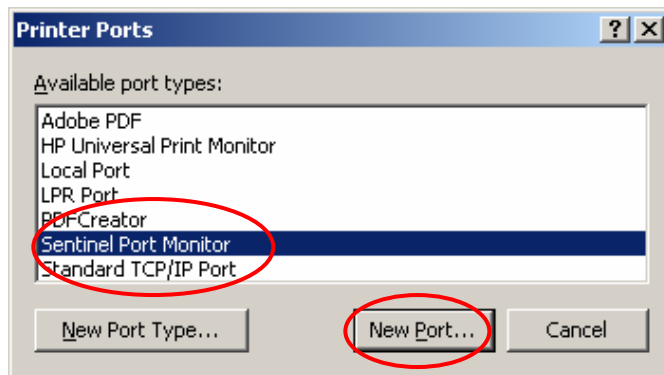 Printer Ports
Available port types:
Adobe PDF
HP Universal Print Monitor
Local Port
LPR Port
PDFCreator
Sentinel Port Monitor
Standard TCP/IP Port
New Port Type... New Port... Cancel